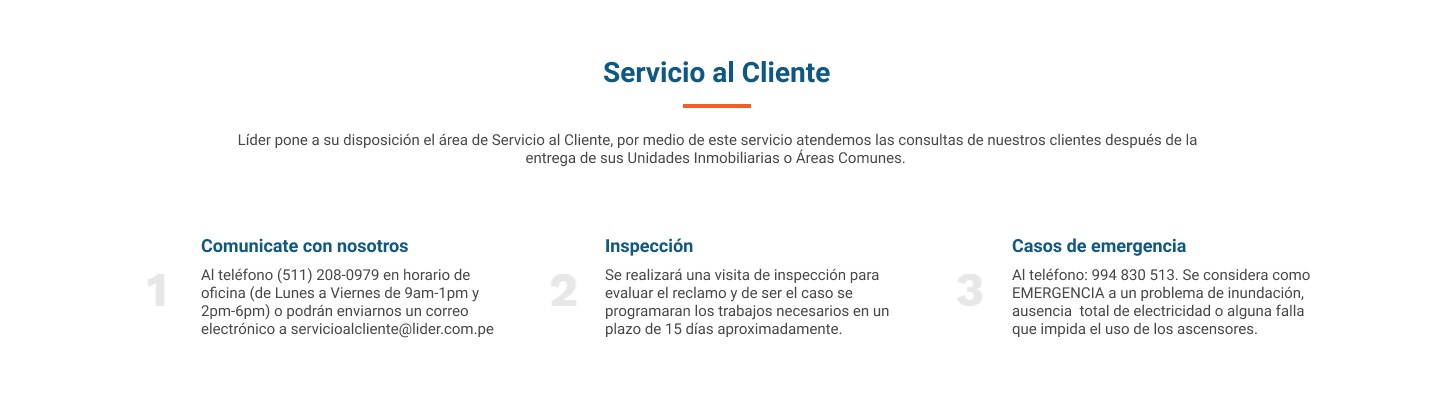 Servicio al Cliente
Líder pone a su disposición el área de Servicio al Cliente, por medio de este servicio atendemos las consultas de nuestros clientes después de la
entrega de sus Unidades Inmobiliarias o Áreas Comunes.
1
Comunicate con nosotros
Al teléfono (511) 208-0979 en horario de
oficina (de Lunes a Viernes de 9am-1pm y
2pm-6pm) o podrán enviarnos un correo
electrónico a servicioalcliente@lider.com.pe
2
Inspección
Se realizará una visita de inspección para
evaluar el reclamo y de ser el caso se
programaran los trabajos necesarios en un
plazo de 15 días aproximadamente.
3
Casos de emergencia
Al teléfono: 994 830 513. Se considera como
EMERGENCIA a un problema de inundación,
ausencia  total de electricidad o alguna falla
que impida el uso de los ascensores.